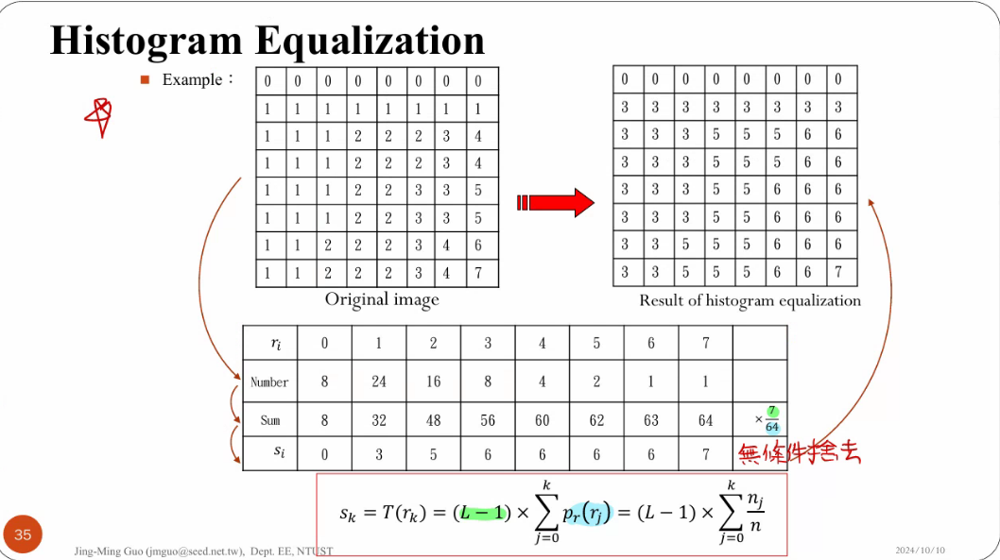 Histogram Equalization
Example：
0 0 0 0 0 0 0 0
1 1 1 1 1 1 1 1
1 1 1 2 2 2 3 4
1 1 1 2 2 2 3 4
1 1 1 2 2 3 3 5
1 1 1 2 2 3 3 5
1 1 2 2 2 3 4 6
1 1 2 2 2 3 4 7
Original image
0 0 0 0 0 0 0 0
3 3 3 3 3 3 3 3
3 3 3 5 5 5 6 6
3 3 3 5 5 5 6 6
3 3 3 5 5 6 6 6
3 3 3 5 5 6 6 6
3 3 5 5 5 6 6 6
3 3 5 5 5 6 6 7
Result of histogram equalization
r_i 0 1 2 3 4 5 6 7
Number 8 24 16 8 4 2 1 1
Sum 8 32 48 56 60 62 63 64 ×7/64
s_i 0 3 5 6 6 6 6 7 無條件捨去
s_k = T(r_k) = (L − 1) × ∑_{j=0}^{k} p_r(r_j) = (L − 1) × ∑_{j=0}^{k} n_j/n
35
Jing-Ming Guo (jmguo@seed.net.tw), Dept. EE, NTUST
2024/10/10